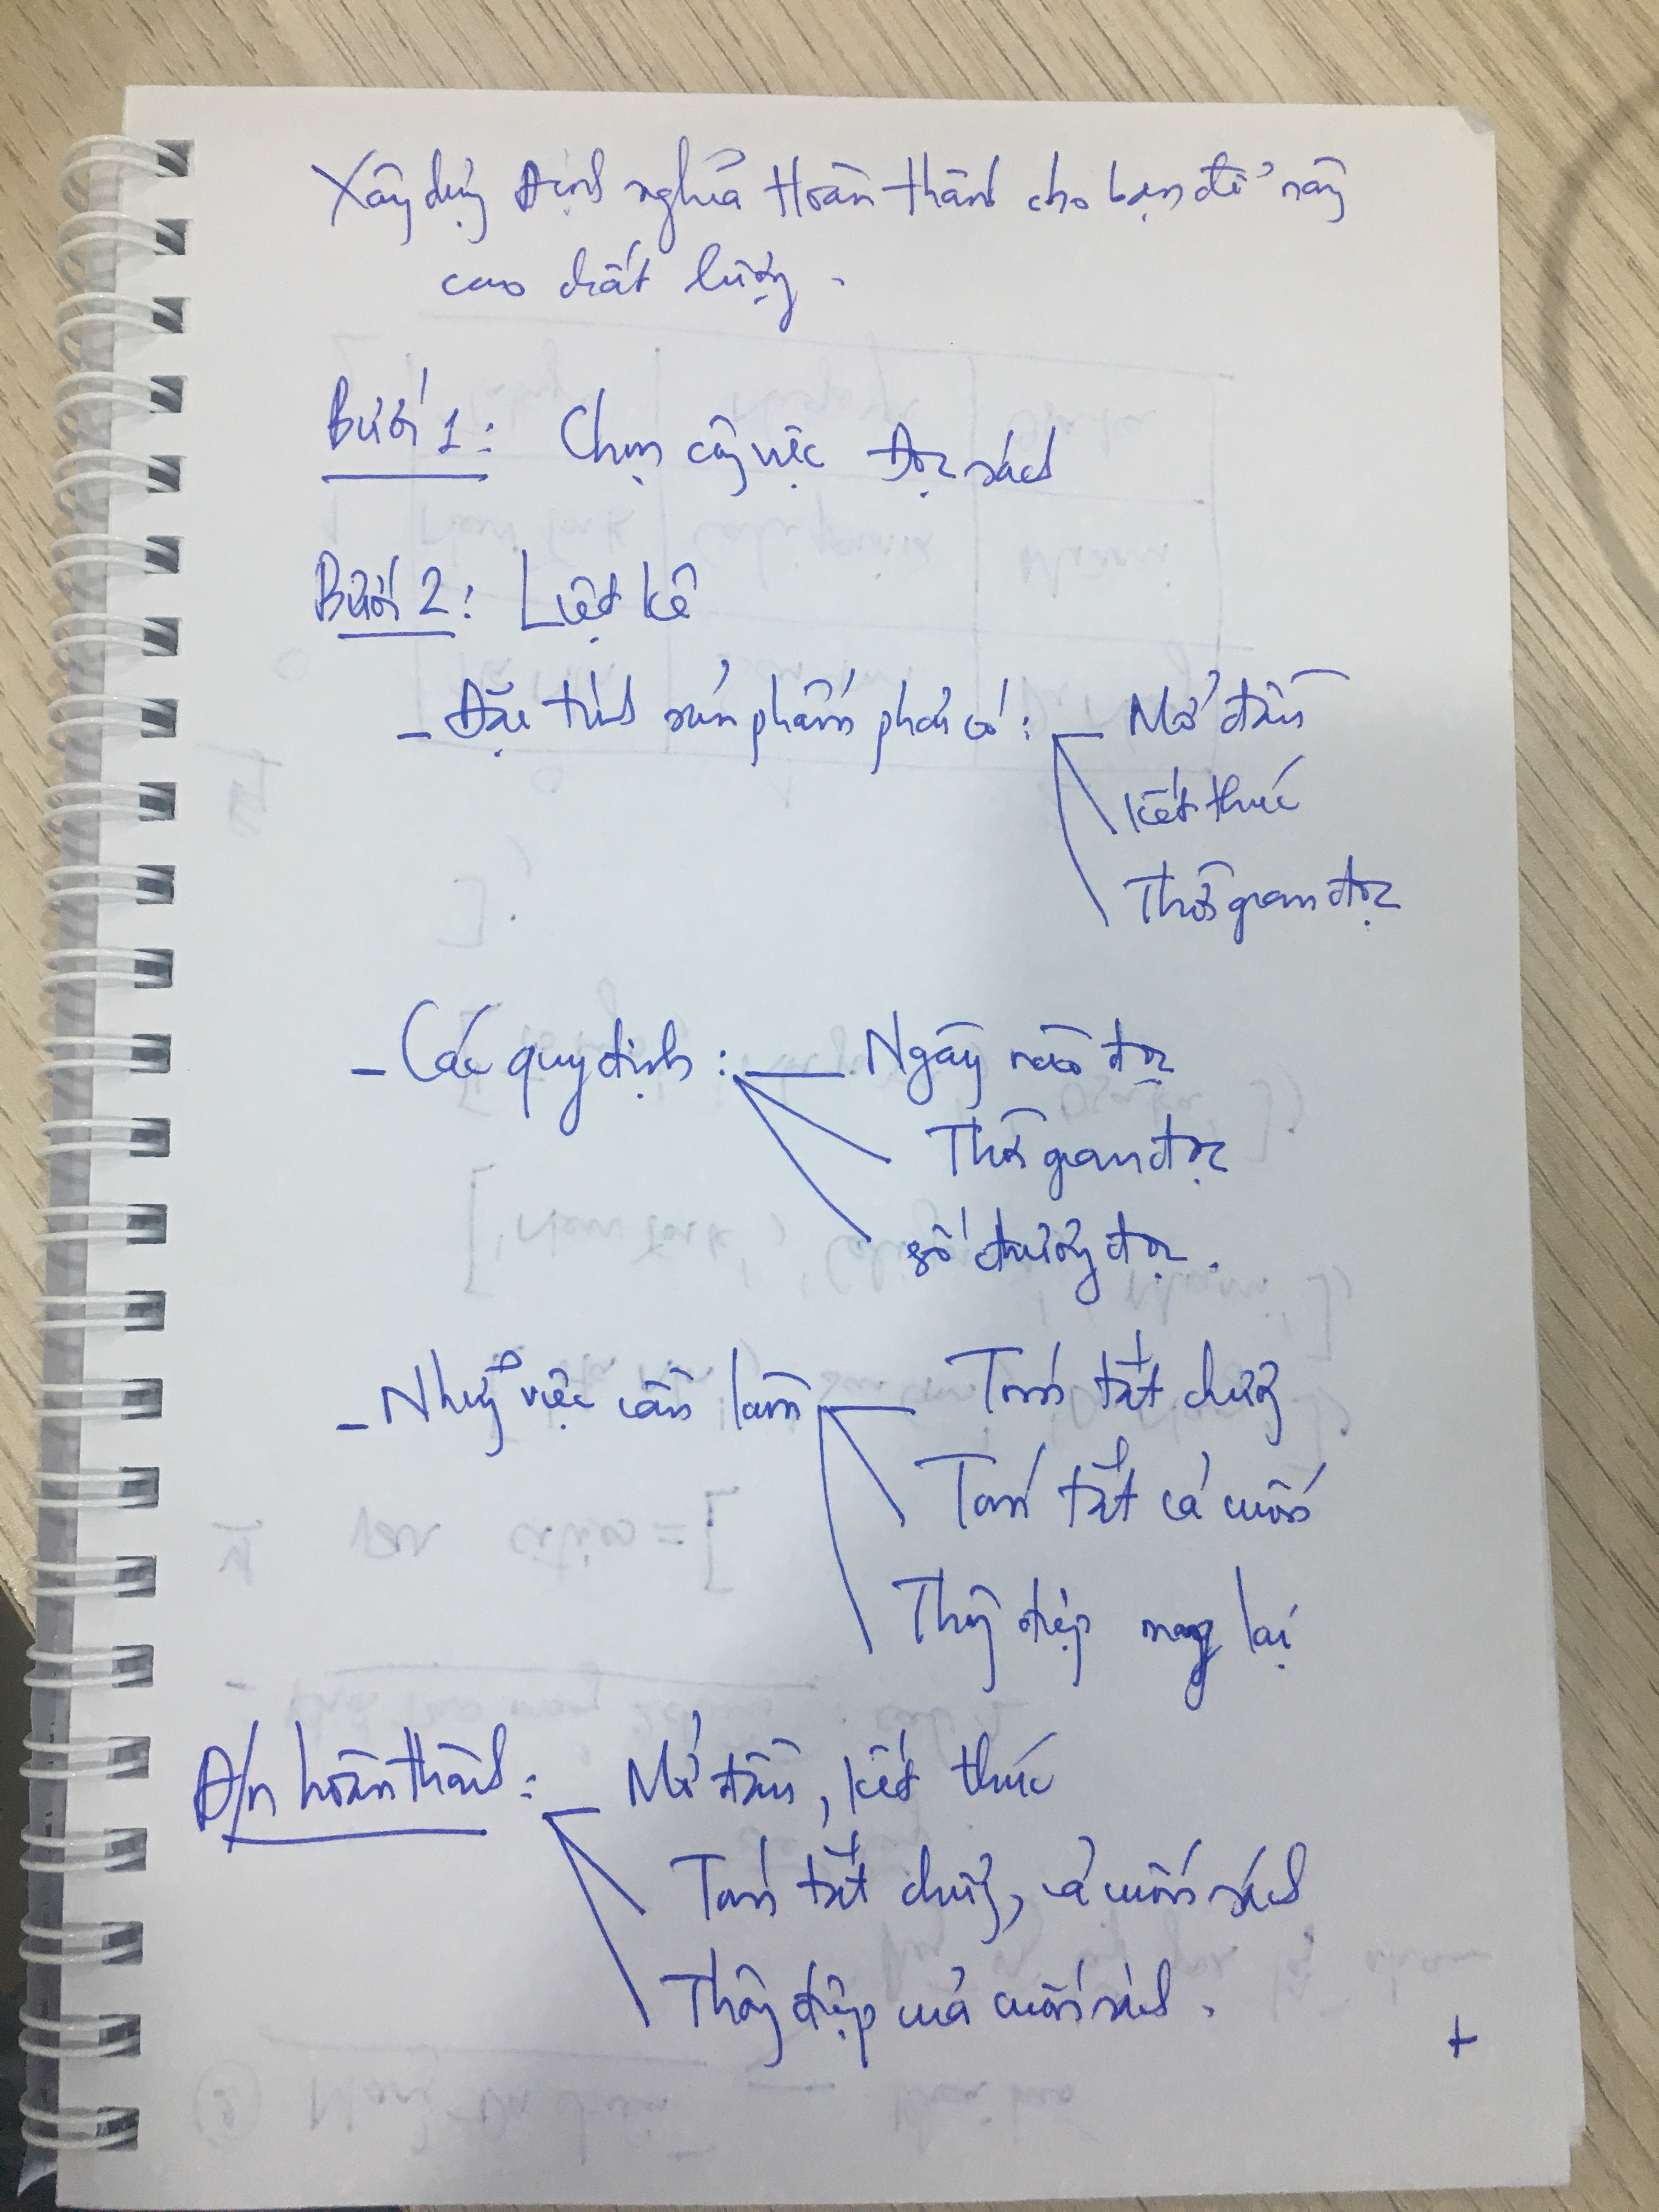 Xây dựng Định nghĩa Hoàn thành cho bạn để nâng
cao chất lượng.
Bước 1: Chọn công việc Đọc sách
Bước 2: Liệt kê
- Đặc tính sản phẩm phải có: - Mở đầu
Kết thúc
Thời gian đọc
- Các quy định: Ngày nào đọc
Thời gian đọc
số chương đọc.
- Những việc cần làm Tóm tắt chương
Tóm tắt cả cuốn
Thông điệp mang lại
Đ/n hoàn thành: Mở đầu, kết thúc
Tóm tắt chương, cả cuốn sách
Thông điệp của cuốn sách.
+